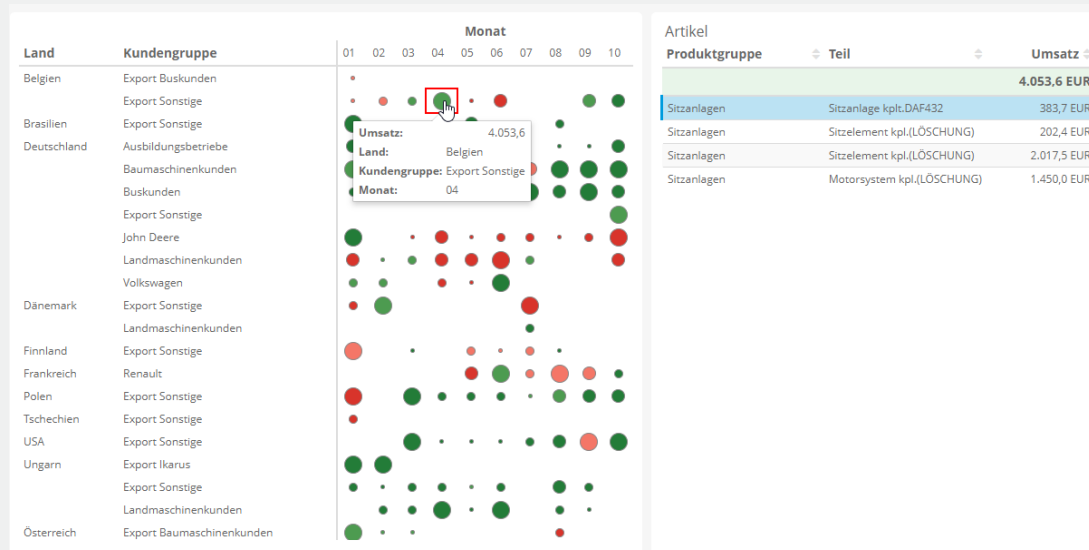 Monat
Land Kundengruppe 01 02 03 04 05 06 07 08 09 10
Belgien Export Buskunden
Export Sonstige
Brasilien Export Sonstige
Deutschland Ausbildungsbetriebe
Baumaschinenkunden
Buskunden
Export Sonstige
John Deere
Landmaschinenkunden
Volkswagen
Dänemark Export Sonstige
Landmaschinenkunden
Finnland Export Sonstige
Frankreich Renault
Polen Export Sonstige
Tschechien Export Sonstige
USA Export Sonstige
Ungarn Export Ikarus
Export Sonstige
Landmaschinenkunden
Österreich Export Baumaschinenkunden
Umsatz: 4.053,6
Land: Belgien
Kundengruppe: Export Sonstige
Monat: 04
Artikel
Produktgruppe Teil Umsatz
4.053,6 EUR
Sitzanlagen Sitzanlage kplt.DAF432 383,7 EUR
Sitzanlagen Sitzelement kpl.(LÖSCHUNG) 202,4 EUR
Sitzanlagen Sitzelement kpl.(LÖSCHUNG) 2.017,5 EUR
Sitzanlagen Motorsystem kpl.(LÖSCHUNG) 1.450,0 EUR